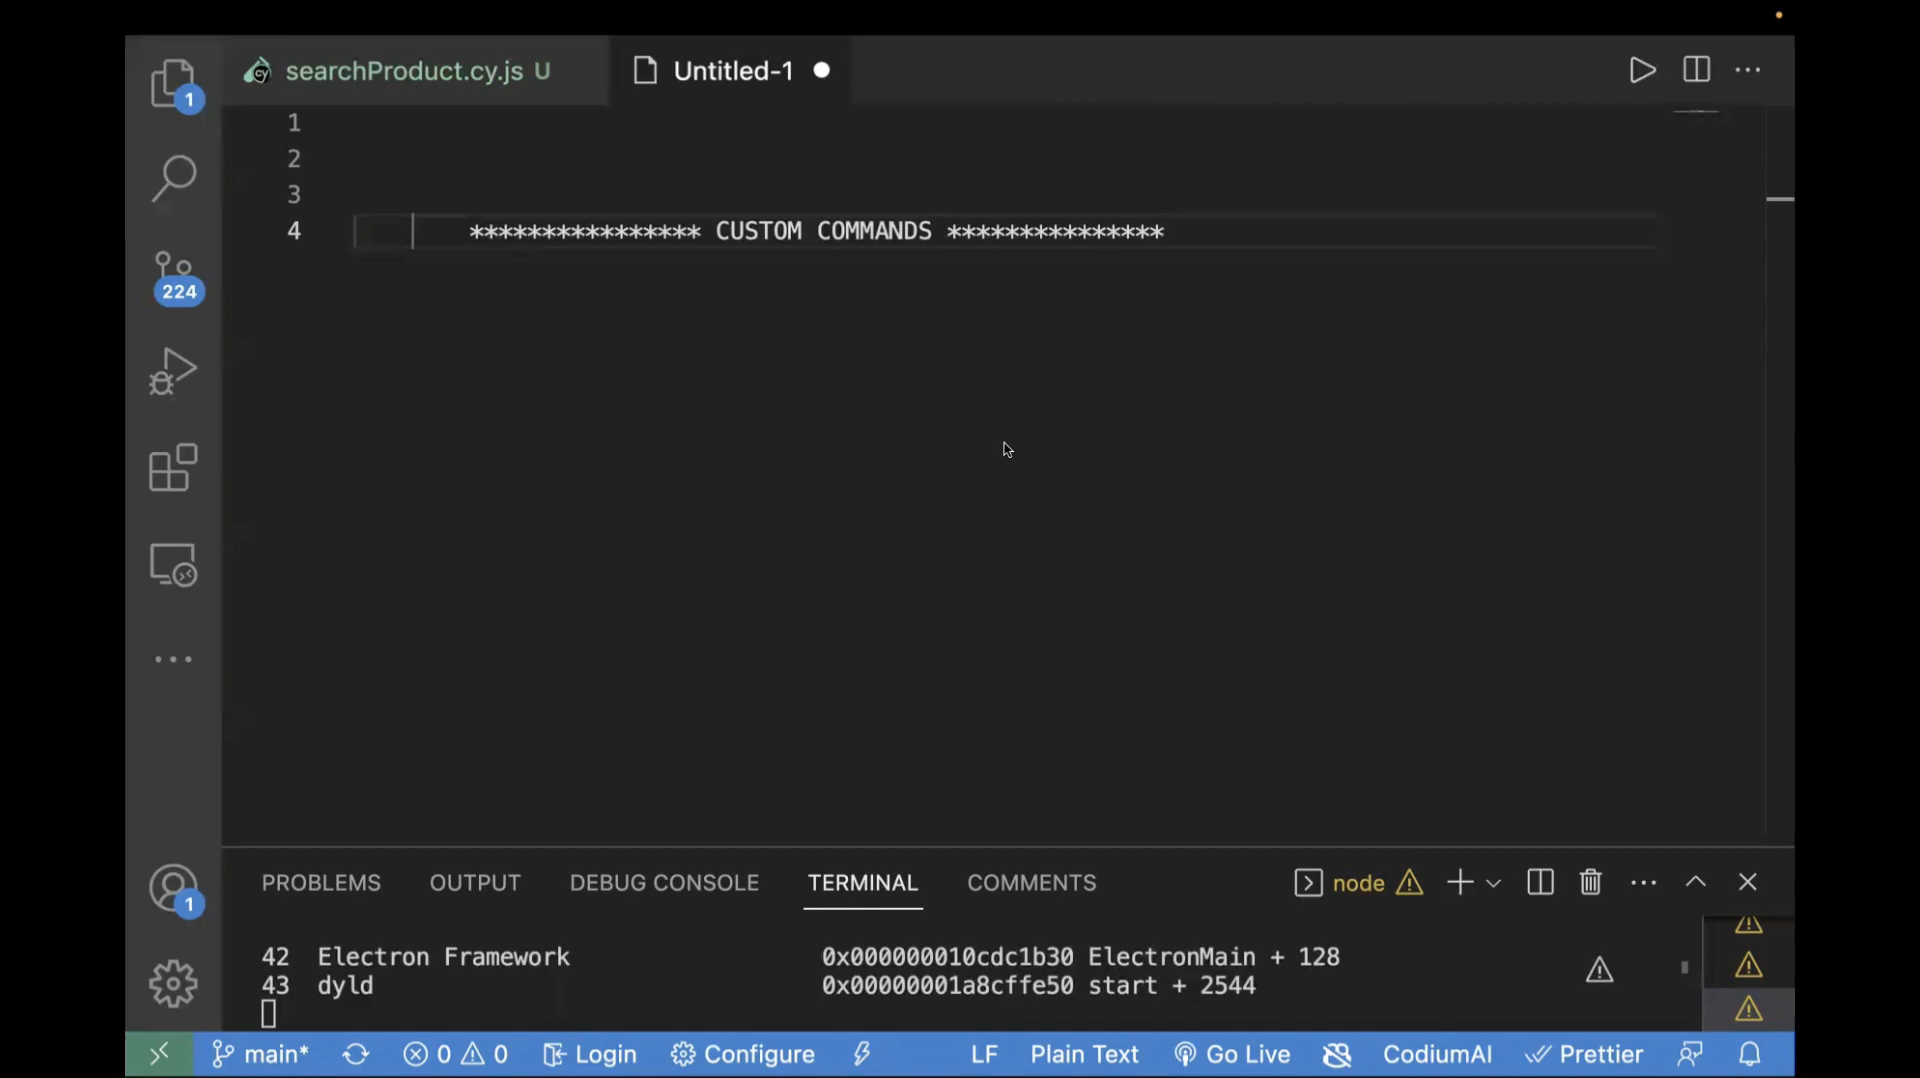 searchProduct.cy.js U
Untitled-1
1
1
2
3
4 **************** CUSTOM COMMANDS ***************
224
1
PROBLEMS OUTPUT DEBUG CONSOLE TERMINAL COMMENTS node
42 Electron Framework 0x000000010cdc1b30 ElectronMain + 128
43 dyld 0x00000001a8cffe50 start + 2544
main* 0 0 Login Configure LF Plain Text Go Live CodiumAI Prettier